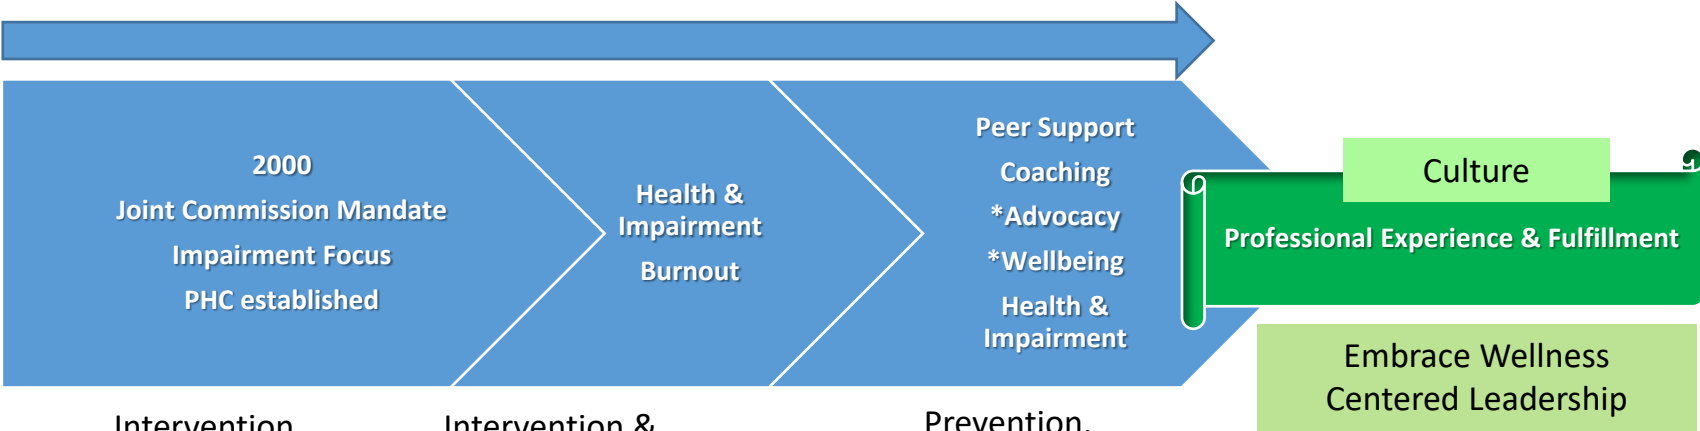 2000
Joint Commission Mandate
Impairment Focus
PHC established
Health &
Impairment
Burnout
Peer Support
Coaching
*Advocacy
*Wellbeing
Health &
Impairment
Culture
Professional Experience & Fulfillment
Embrace Wellness
Centered Leadership
Intervention
Intervention &
Prevention,